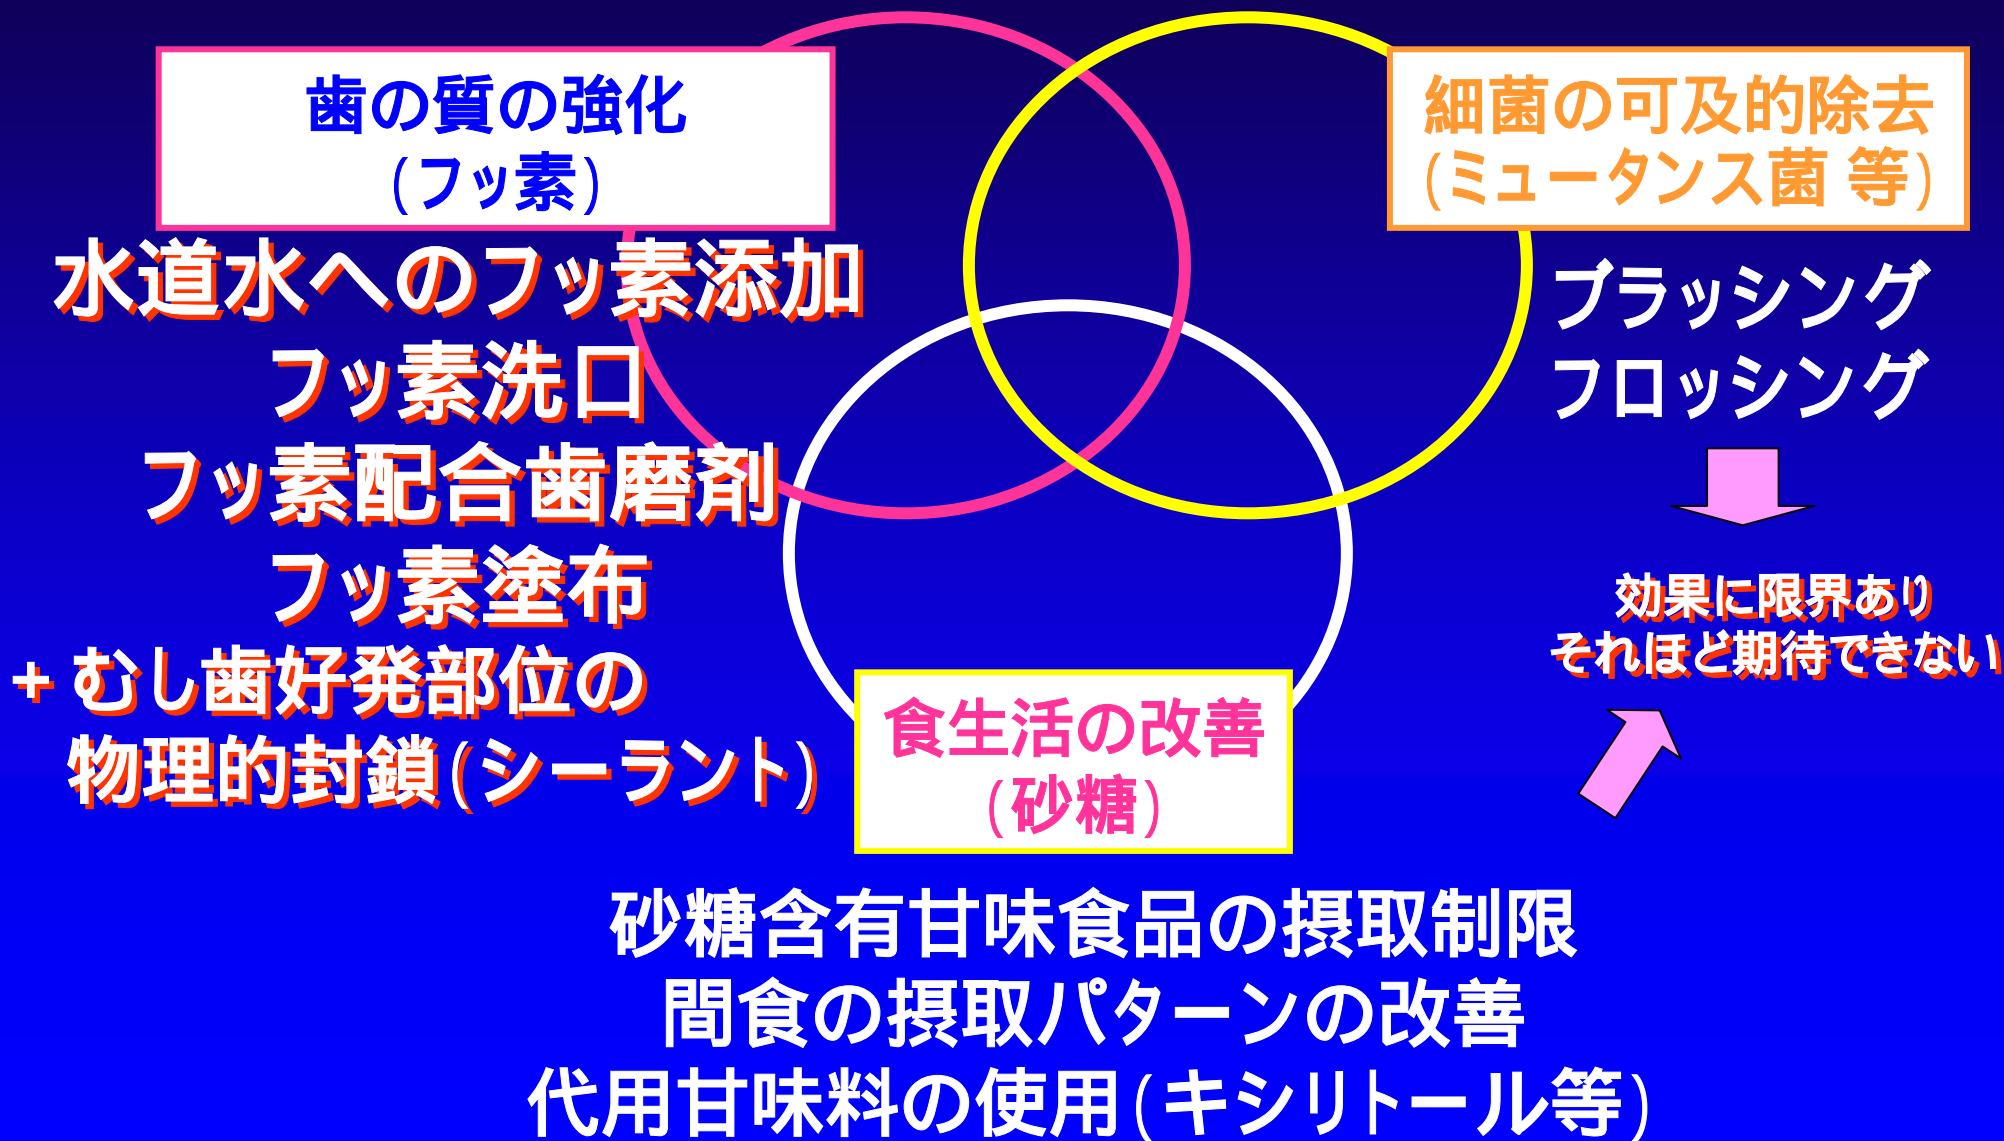 歯の質の強化
(フッ素)
水道水へのフッ素添加
フッ素洗口
フッ素配合歯磨剤
フッ素塗布
+ むし歯好発部位の
物理的封鎖(シーラント)
細菌の可及的除去
(ミュータンス菌 等)
ブラッシング
フロッシング
効果に限界あり
それほど期待できない
食生活の改善
(砂糖)
砂糖含有甘味食品の摂取制限
間食の摂取パターンの改善
代用甘味料の使用(キシリトール等)